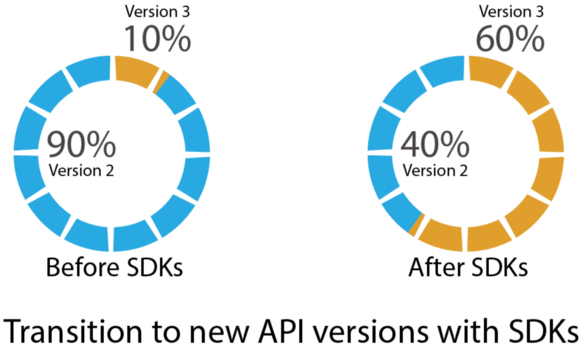 Version 3
10%
90%
Version 2
Before SDKs
Version 3
60%
40%
Version 2
After SDKs
Transition to new API versions with SDKs